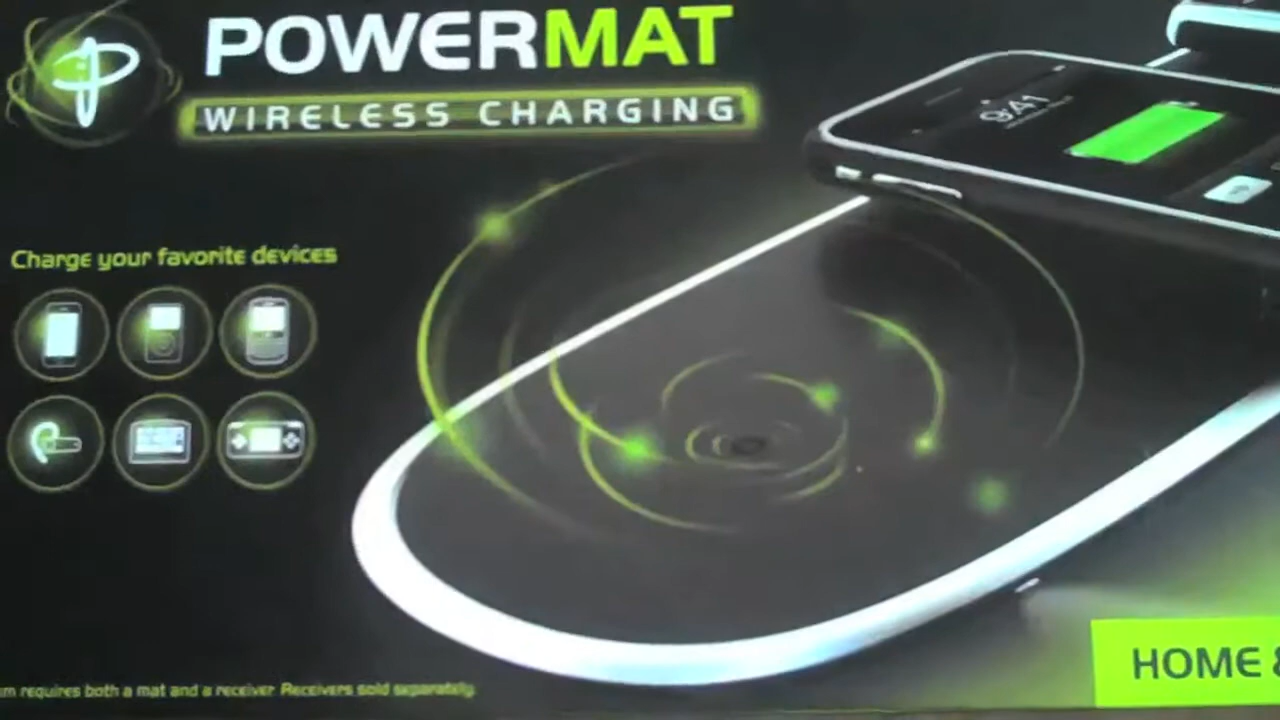 POWERMAT
WIRELESS CHARGING
9:41
Charge your favorite devices
requires both a mat and a receiver. Receivers sold separately.
HOME &